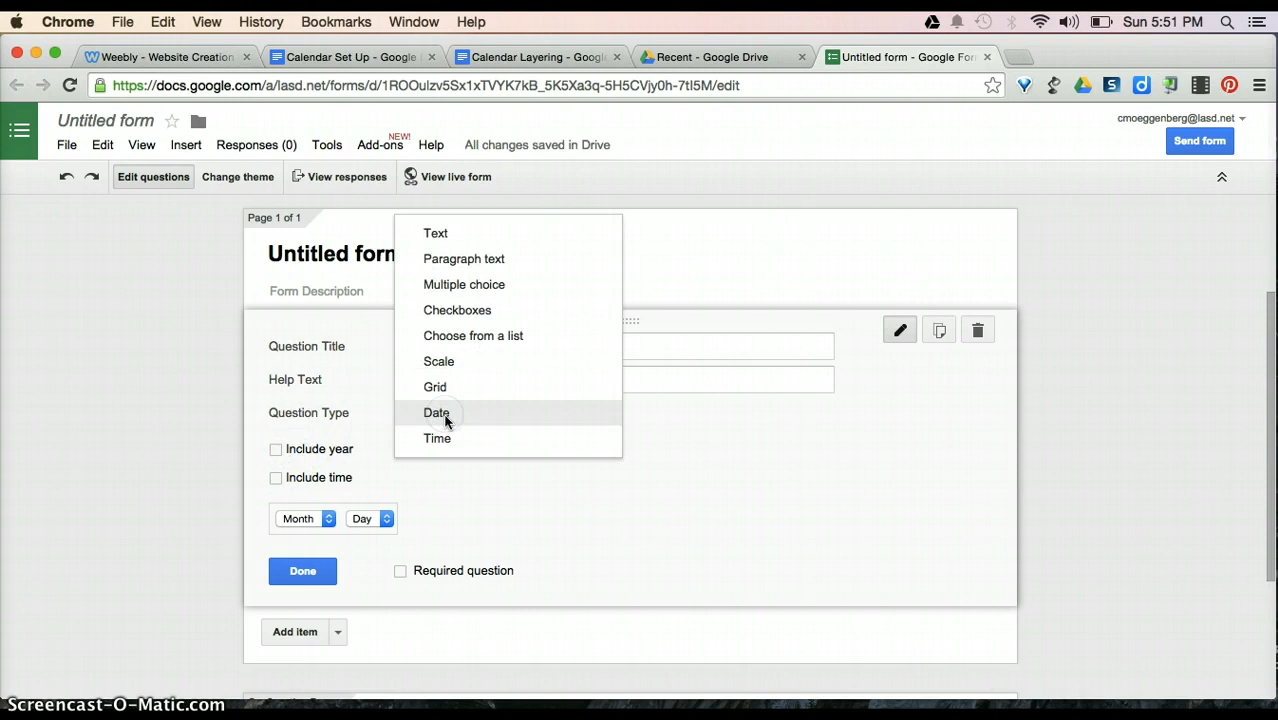 Chrome File Edit View History Bookmarks Window Help Sun 5:51 PM
Weebly - Website Creation Calendar Set Up - Google Calendar Layering - Googl Recent - Google Drive Untitled form - Google For
https://docs.google.com/a/lasd.net/forms/d/1ROOulzv5Sx1xTVYK7kB_5K5Xa3q-5H5CVjy0h-7tI5M/edit
Untitled form cmoeggenberg@lasd.net
NEW!
File Edit View Insert Responses (0) Tools Add-ons Help All changes saved in Drive Send form
Edit questions Change theme View responses View live form
Page 1 of 1
Untitled form
Form Description
Text
Paragraph text
Multiple choice
Checkboxes
Choose from a list
Scale
Grid
Date
Time
Question Title
Help Text
Question Type
Include year
Include time
Month Day
Done Required question
Add item
Screencast-O-Matic.com